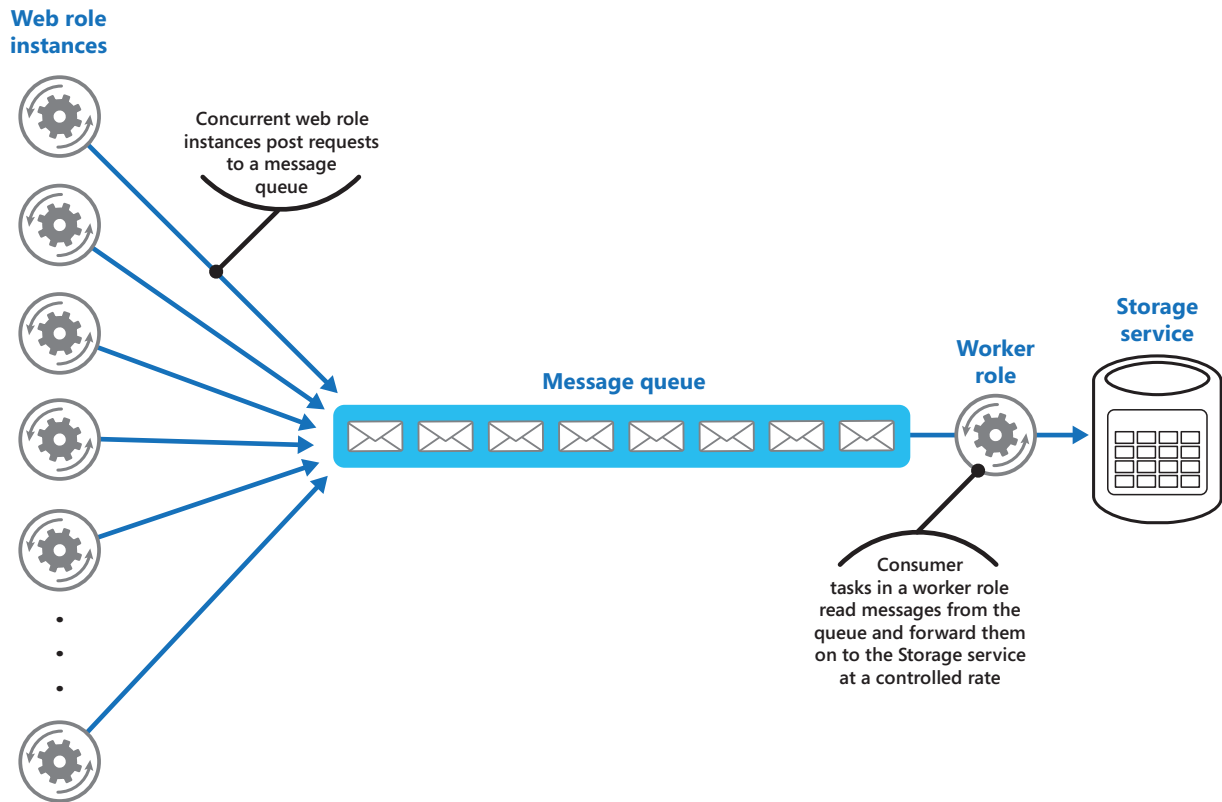 Web role
instances
Concurrent web role
instances post requests
to a message
queue
Message queue
Worker
role
Storage
service
Consumer
tasks in a worker role
read messages from the
queue and forward them
on to the Storage service
at a controlled rate